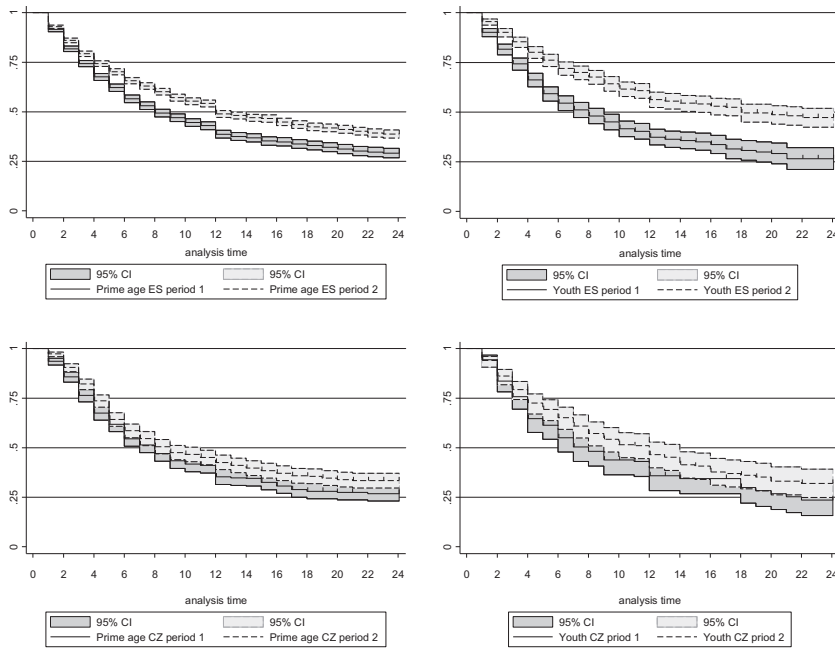 1
.75
.5
.25
0
0 2 4 6 8 10 12 14 16 18 20 22 24
analysis time
95% CI 95% CI
Prime age ES period 1 Prime age ES period 2
1
.75
.5
.25
0
0 2 4 6 8 10 12 14 16 18 20 22 24
analysis time
95% CI 95% CI
Youth ES period 1 Youth ES period 2
1
.75
.5
.25
0
0 2 4 6 8 10 12 14 16 18 20 22 24
analysis time
95% CI 95% CI
Prime age CZ period 1 Prime age CZ period 2
1
.75
.5
.25
0
0 2 4 6 8 10 12 14 16 18 20 22 24
analysis time
95% CI 95% CI
Youth CZ priod 1 Youth CZ period 2